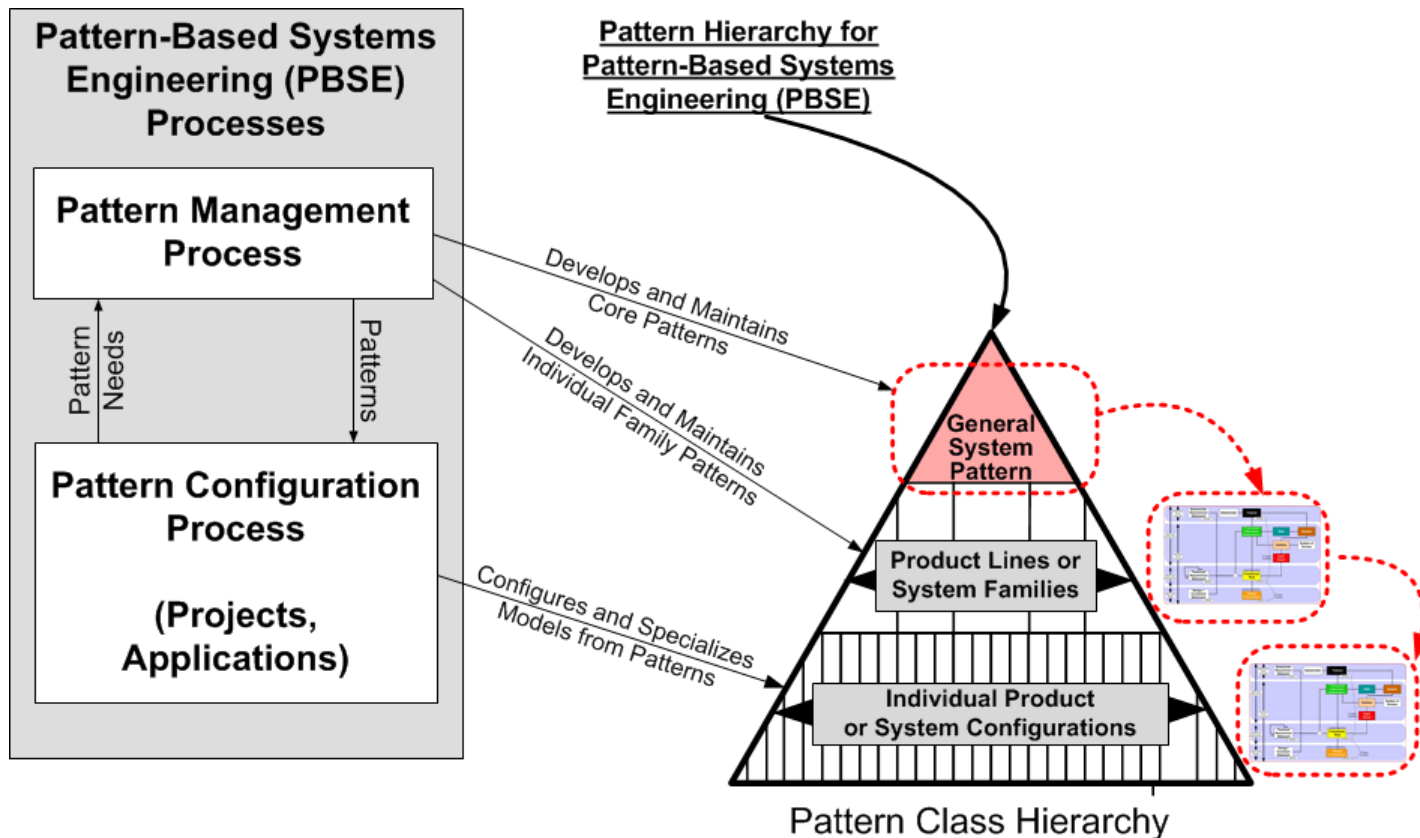 Pattern-Based Systems
Engineering (PBSE)
Processes
Pattern Management
Process
Pattern
Needs
Patterns
Pattern Configuration
Process
(Projects,
Applications)
Pattern Hierarchy for
Pattern-Based Systems
Engineering (PBSE)
Develops and Maintains
Core Patterns
Develops and Maintains
Individual Family Patterns
Configures and Specializes
Models from Patterns
General
System
Pattern
Product Lines or
System Families
Individual Product
or System Configurations
Pattern Class Hierarchy